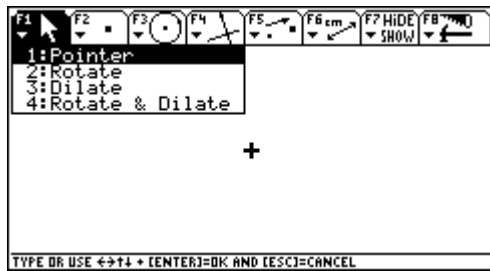 F1 F2 F3 F4 F5 F6 cm F7 HiDE F8
SHOW
1:Pointer
2:Rotate
3:Dilate
4:Rotate & Dilate
TYPE OR USE ←→↑↓ + [ENTER]=OK AND [ESC]=CANCEL